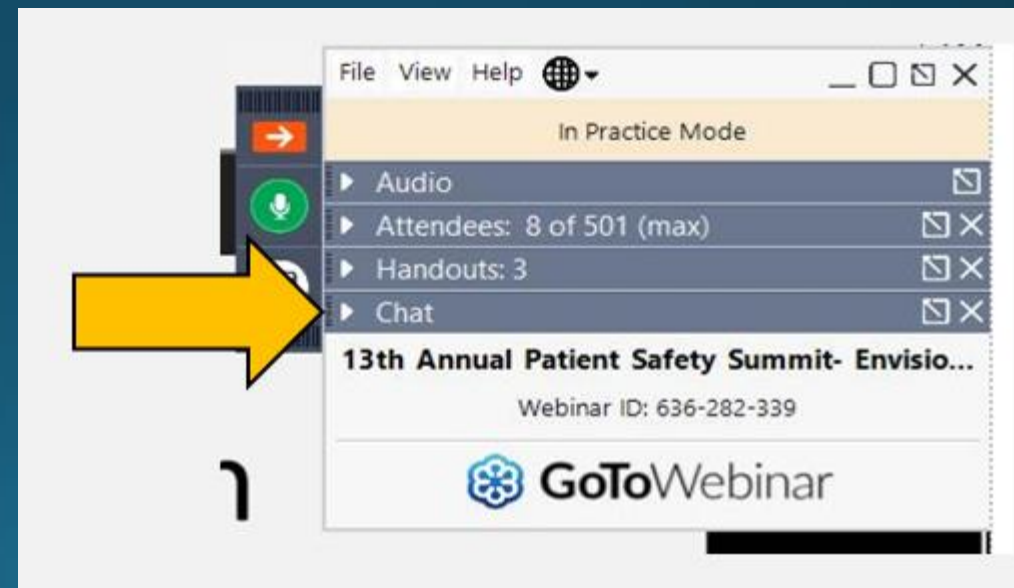 File View Help
In Practice Mode
Audio
Attendees: 8 of 501 (max)
Handouts: 3
Chat
13th Annual Patient Safety Summit- Envisio...
Webinar ID: 636-282-339
GoToWebinar